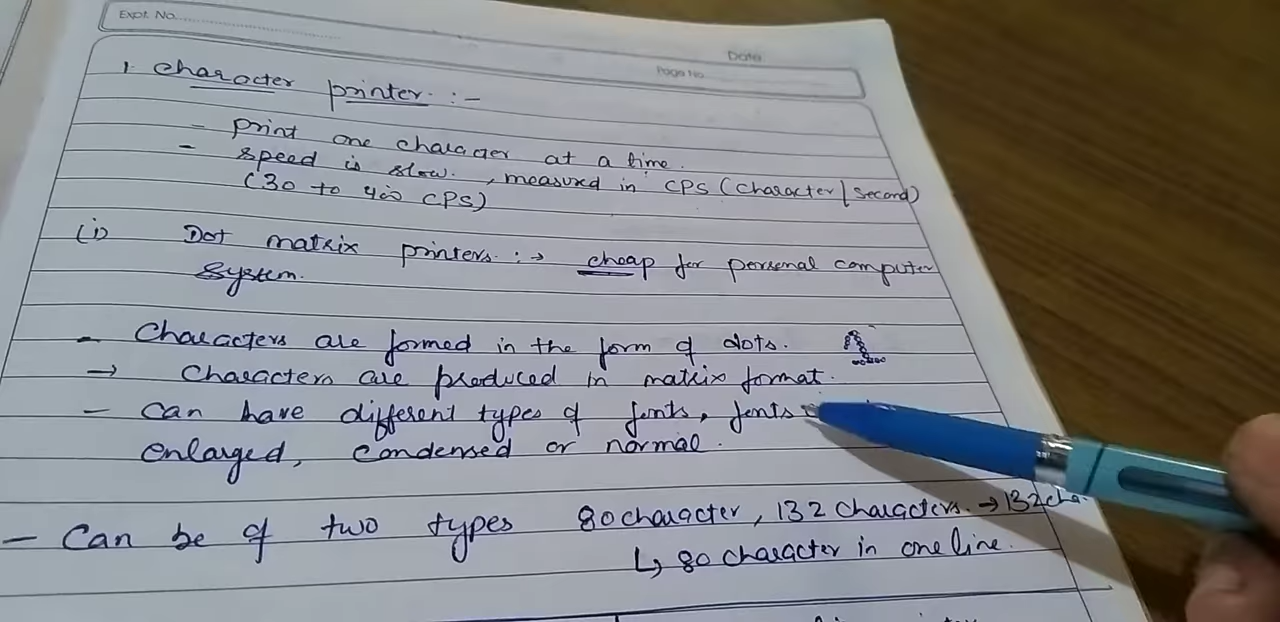 Expt. No.
Date
Page No.
1. character printer :-
- print one character at a time.
- speed is slow. , measured in CPS (character/second)
(30 to 400 CPS)
(i) Dot matrix printers :→ cheap for personal computer
system.
- Characters are formed in the form of dots.
→ Characters are produced in matrix format.
- Can have different types of fonts, fonts
enlarged, condensed or normal.
- Can be of two types 80 character, 132 characters. → 132 cha.
↳ 80 character in one line.